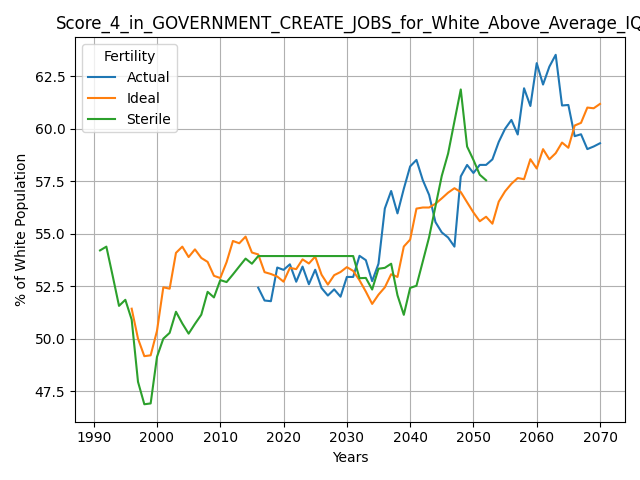 Score_4_in_GOVERNMENT_CREATE_JOBS_for_White_Above_Average_IQ
Fertility
Actual
Ideal
Sterile
% of White Population
62.5
60.0
57.5
55.0
52.5
50.0
47.5
1990 2000 2010 2020 2030 2040 2050 2060 2070
Years